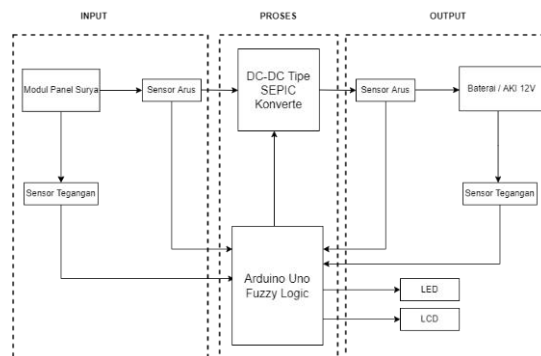 INPUT
PROSES
OUTPUT
Modul Panel Surya
Sensor Arus
DC-DC Tipe
SEPIC
Konverte
Sensor Arus
Baterai / AKI 12V
Sensor Tegangan
Sensor Tegangan
Arduino Uno
Fuzzy Logic
LED
LCD